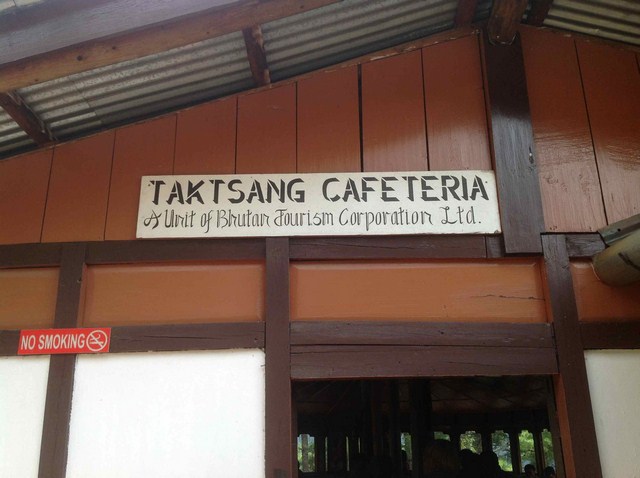 TAKTSANG CAFETERIA
A Unit of Bhutan Tourism Corporation Ltd.
NO SMOKING